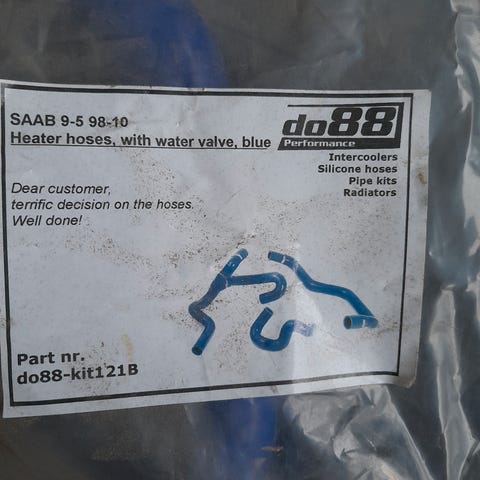 SAAB 9-5 98-10
Heater hoses, with water valve, blue
do88
Performance
Intercoolers
Silicone hoses
Pipe kits
Radiators
Dear customer,
terrific decision on the hoses.
Well done!
Part nr.
do88-kit121B